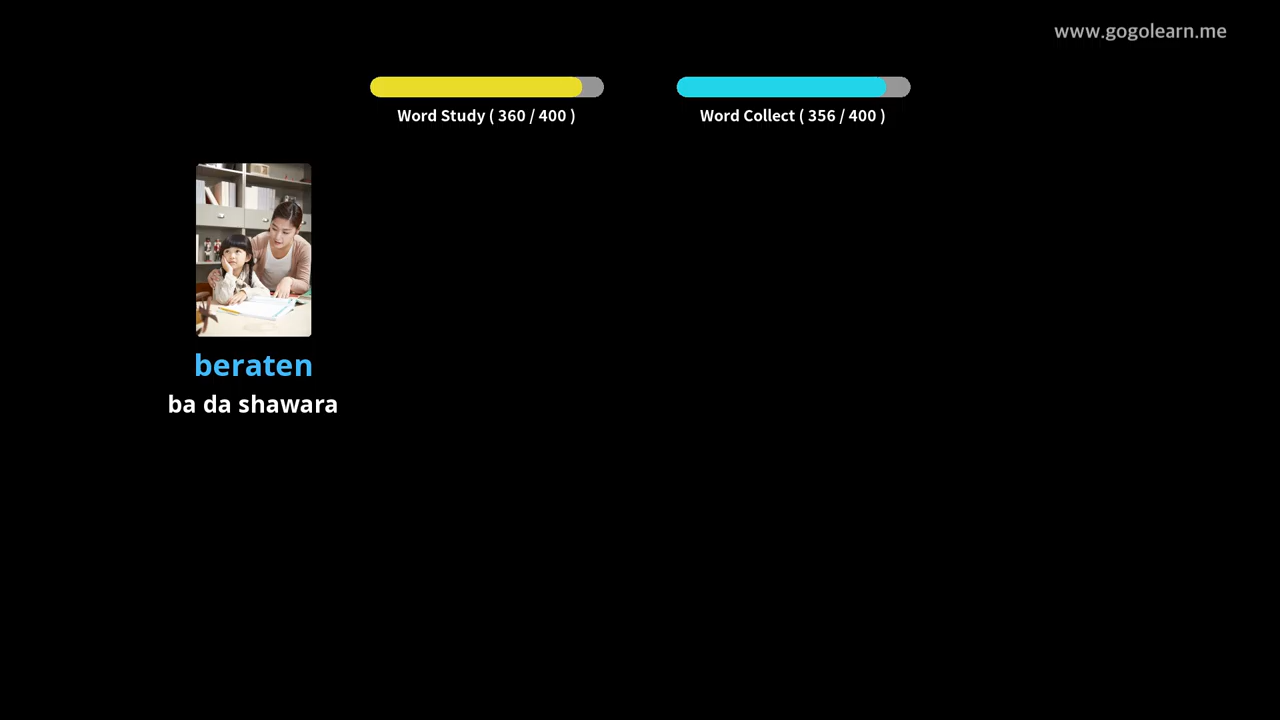 www.gogolearn.me
Word Study ( 360 / 400 )
Word Collect ( 356 / 400 )
beraten
ba da shawara